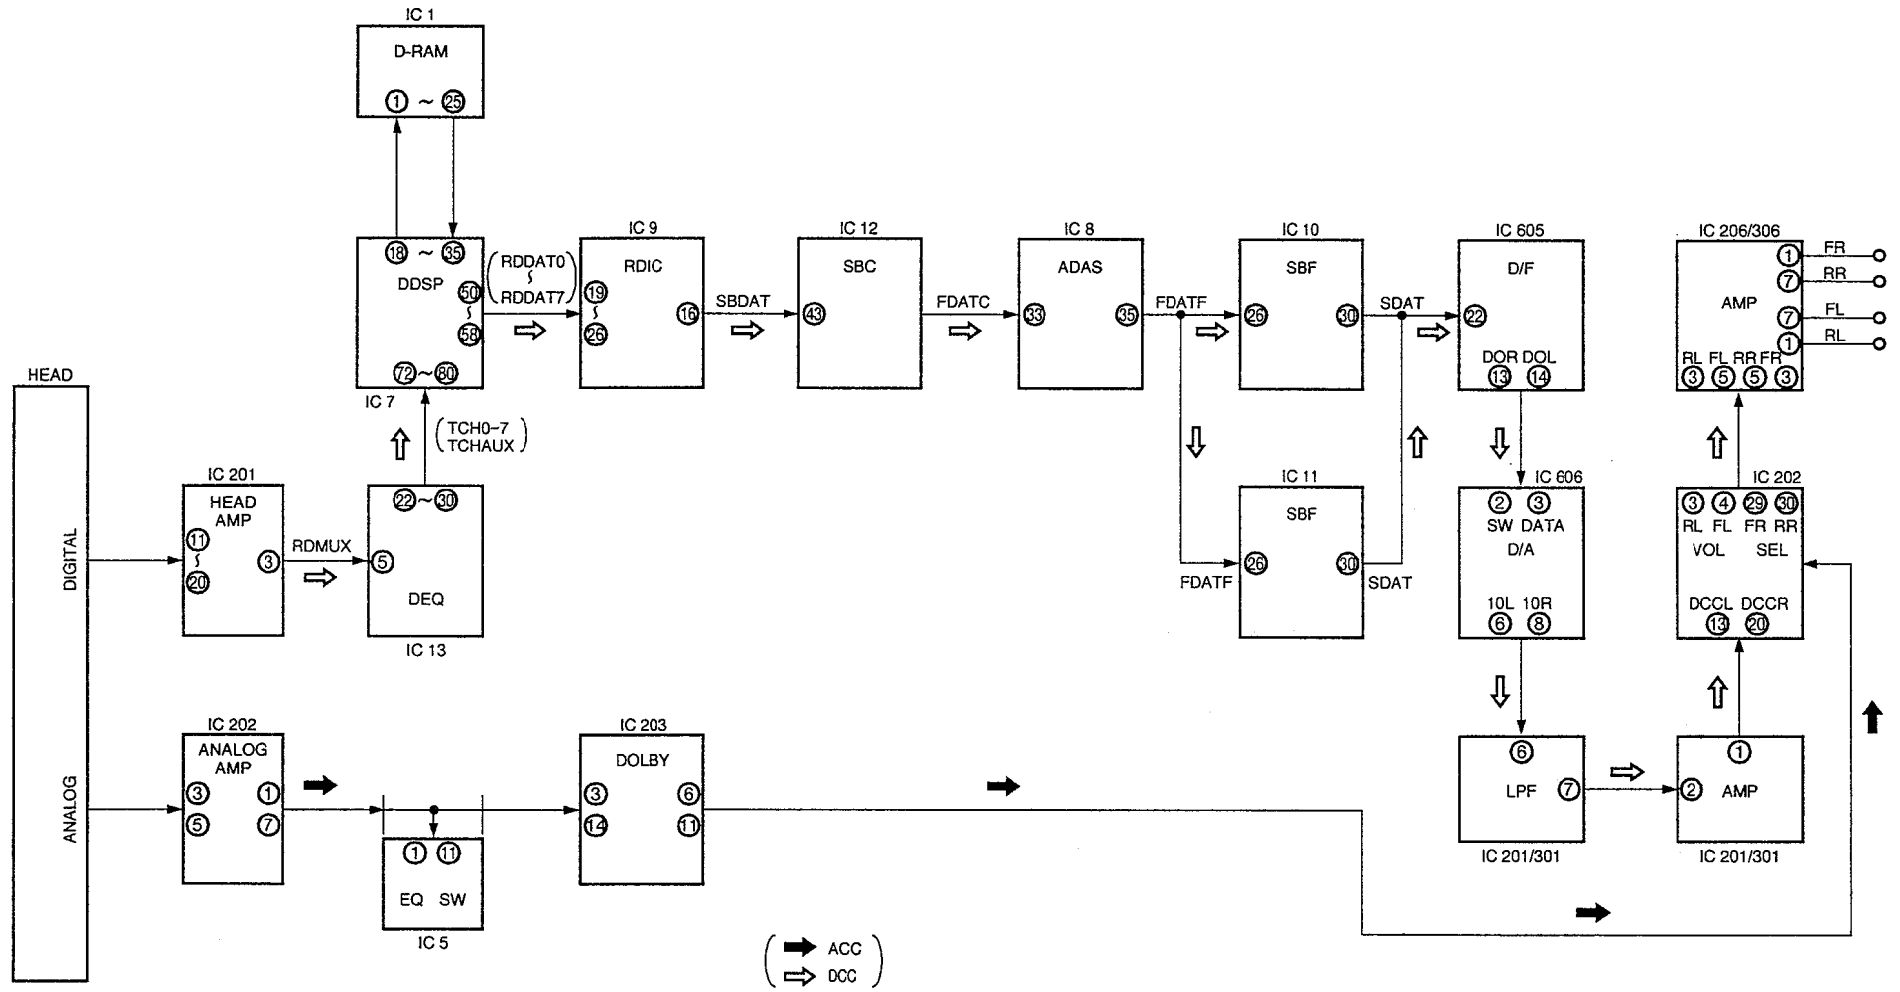 IC 1
D-RAM
1 ~ 25
18 ~ 35
DDSP
50
~
58
72 ~ 80
IC 7
(RDDAT0
~
RDDAT7)
IC 9
RDIC
19
~
26
16
SBDAT
IC 12
SBC
43
FDATC
IC 8
ADAS
33
35
FDATF
IC 10
SBF
26
30
SDAT
IC 605
D/F
22
DOR DOL
13 14
IC 206/306
AMP
1 FR
7 RR
7 FL
1 RL
RL FL RR FR
3 5 5 3
HEAD
DIGITAL
ANALOG
(TCH0-7
TCHAUX)
IC 201
HEAD
AMP
11
~
20
3
RDMUX
22 ~ 30
5
DEQ
IC 13
IC 11
SBF
26
30
FDATF
SDAT
IC 606
2 3
SW DATA
D/A
10L 10R
6 8
IC 202
3 4 29 30
RL FL FR RR
VOL SEL
DCCL DCCR
13 20
IC 202
ANALOG
AMP
3 1
5 7
1 11
EQ SW
IC 5
IC 203
DOLBY
3 6
14 11
6
LPF 7
IC 201/301
1
2 AMP
IC 201/301
ACC
DCC